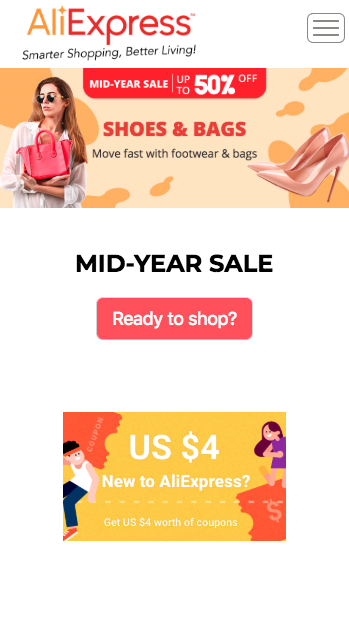 AliExpress™
Smarter Shopping, Better Living!
MID-YEAR SALE UP TO 50% OFF
SHOES & BAGS
Move fast with footwear & bags
MID-YEAR SALE
Ready to shop?
COUPON
US $4
New to AliExpress?
$
Get US $4 worth of coupons